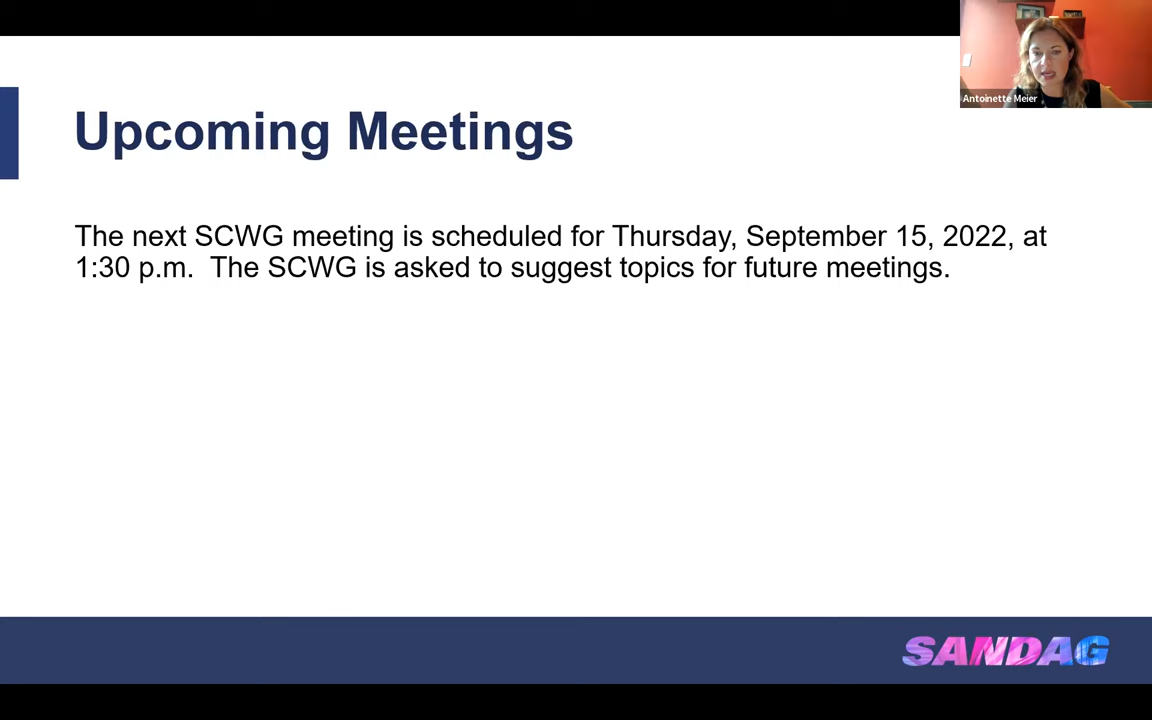 Antoinette Meier
Upcoming Meetings
The next SCWG meeting is scheduled for Thursday, September 15, 2022, at
1:30 p.m.  The SCWG is asked to suggest topics for future meetings.
SANDAG